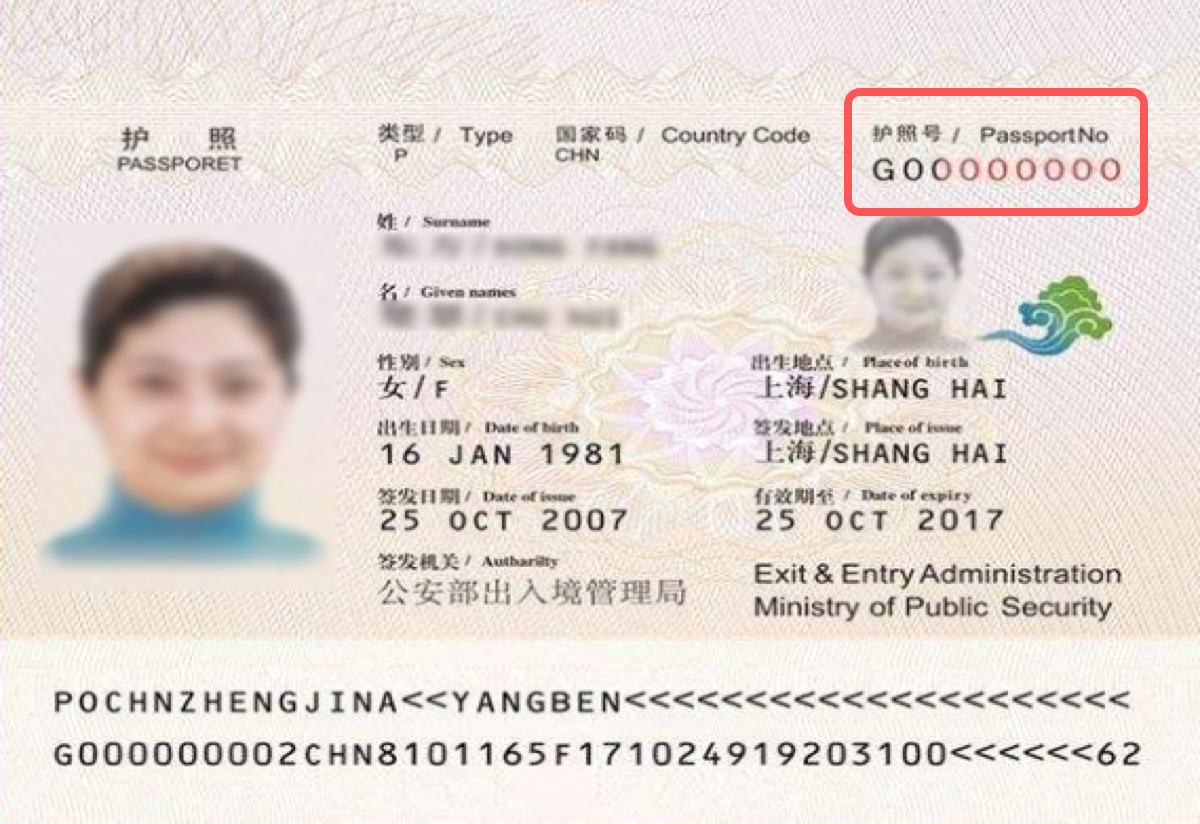 护 照
PASSPORET
类型 / Type 国家码 / Country Code 护照号 / PassportNo
P CHN G00000000
姓 / Surname
名 / Given names
性别 / Sex 出生地点 / Place of birth
女/F 上海/SHANG HAI
出生日期 / Date of birth 签发地点 / Place of issue
16 JAN 1981 上海/SHANG HAI
签发日期 / Date of issue 有效期至 / Date of expiry
25 OCT 2007 25 OCT 2017
签发机关 / Autharilty
公安部出入境管理局 Exit & Entry Administration
Ministry of Public Security
POCHNZHENGJINA<<YANGBEN<<<<<<<<<<<<<<<<<<<<<
G000000002CHN8101165F171024919203100<<<<<<62